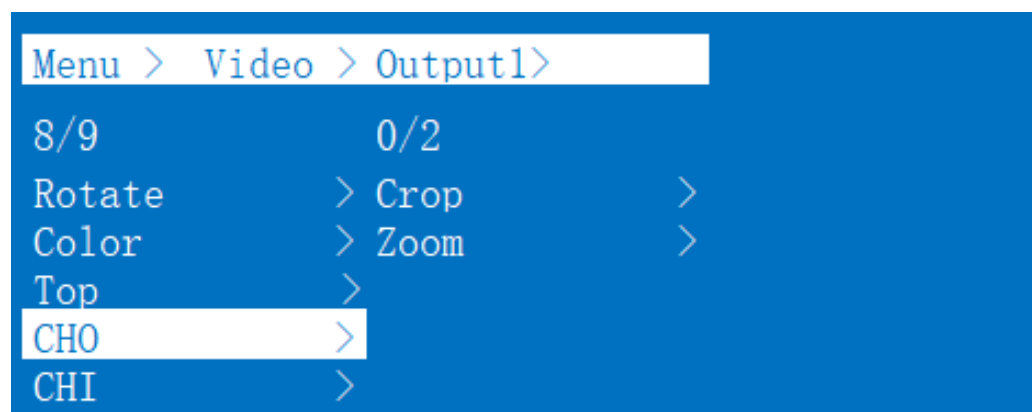 Menu > Video > Output1>
8/9 0/2
Rotate > Crop >
Color > Zoom >
Top >
CHO >
CHI >